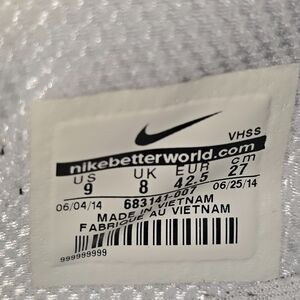 VHSS
nikebetterworld.com
US UK EUR cm
9 8 42.5 27
06/04/14 06/25/14
683141-007
MADE IN VIETNAM
FABRIQUE AU VIETNAM
999999999